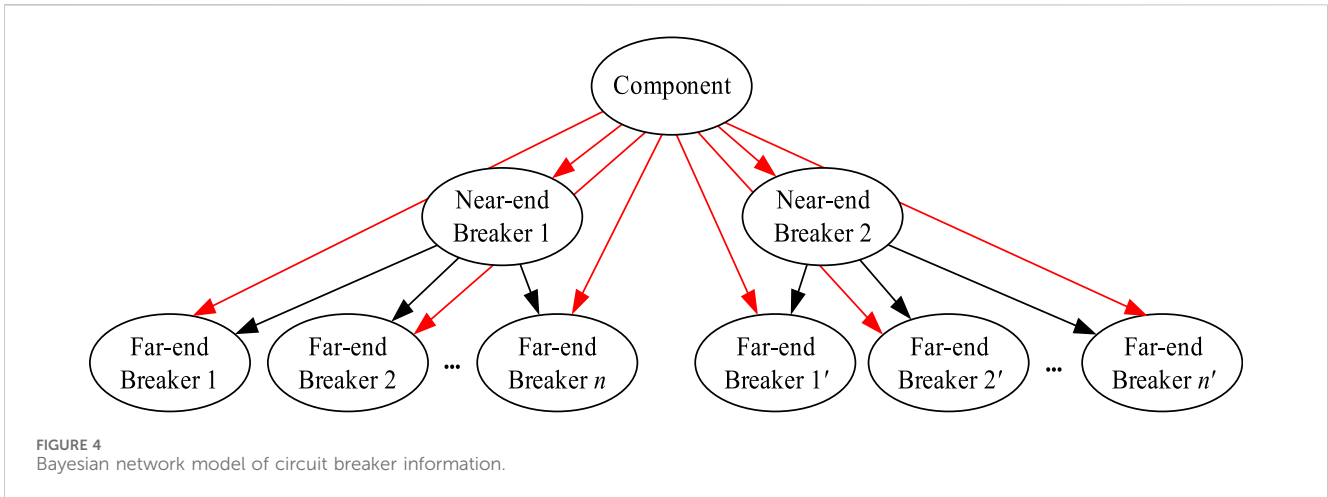 Component
Near-end
Breaker 1
Near-end
Breaker 2
Far-end
Breaker 1
Far-end
Breaker 2
...
Far-end
Breaker n
Far-end
Breaker 1′
Far-end
Breaker 2′
...
Far-end
Breaker n′
FIGURE 4
Bayesian network model of circuit breaker information.